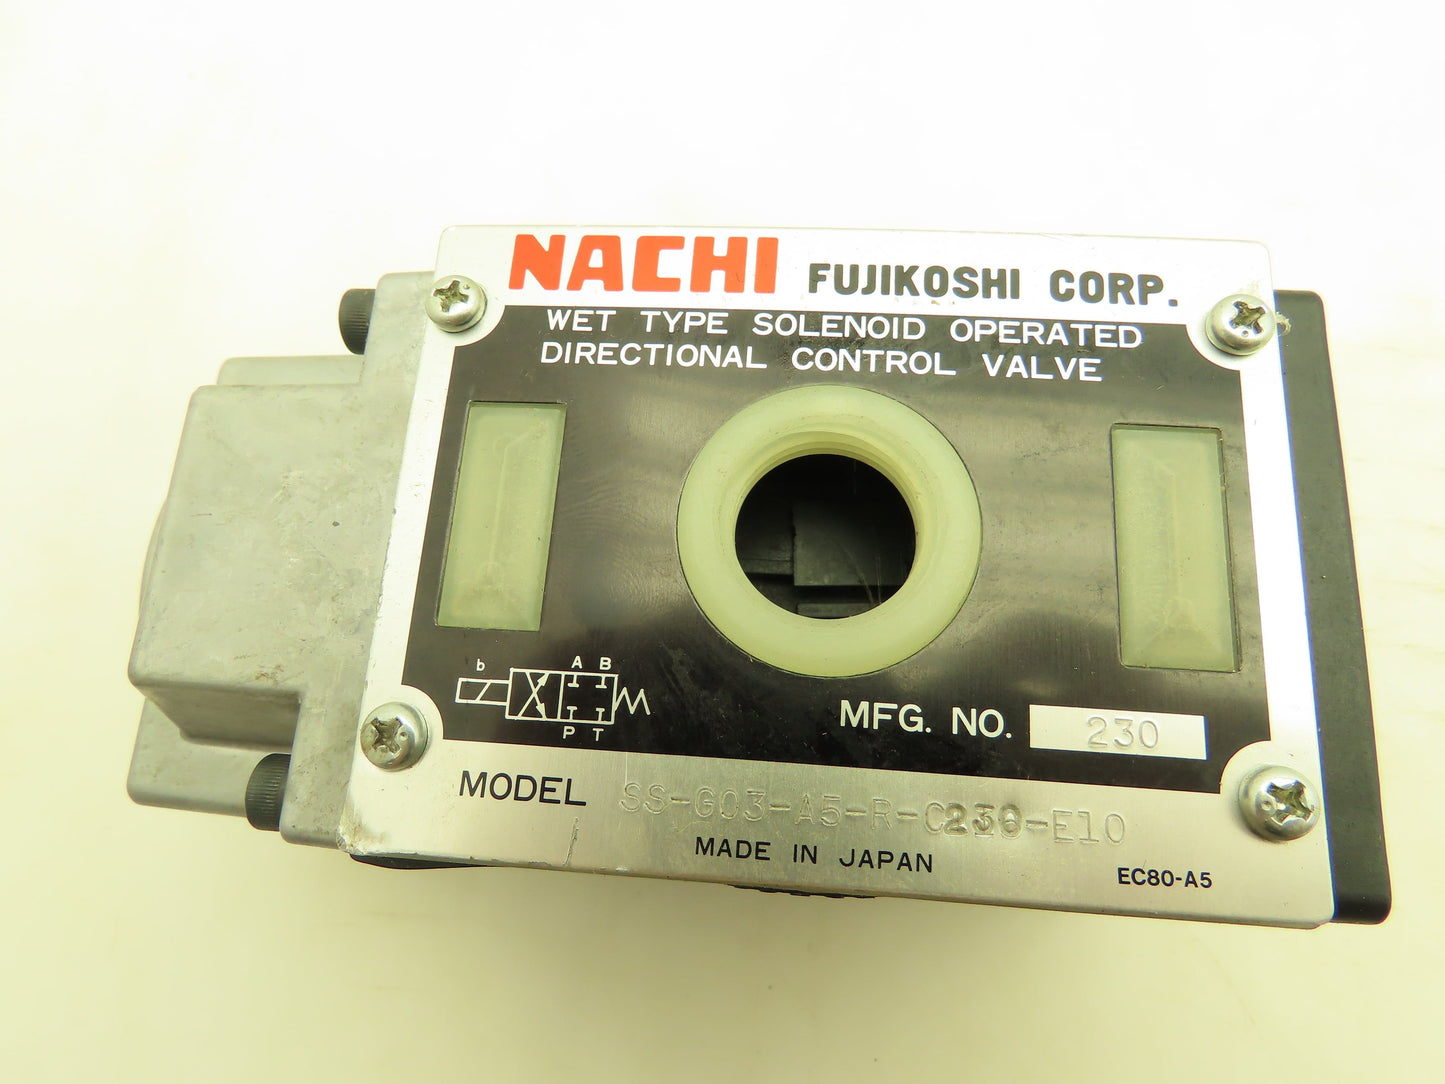 NACHI FUJIKOSHI CORP.
WET TYPE SOLENOID OPERATED
DIRECTIONAL CONTROL VALVE
b A B
P T
MFG. NO. 230
MODEL SS-G03-A5-R-C230-E10
MADE IN JAPAN
EC80-A5